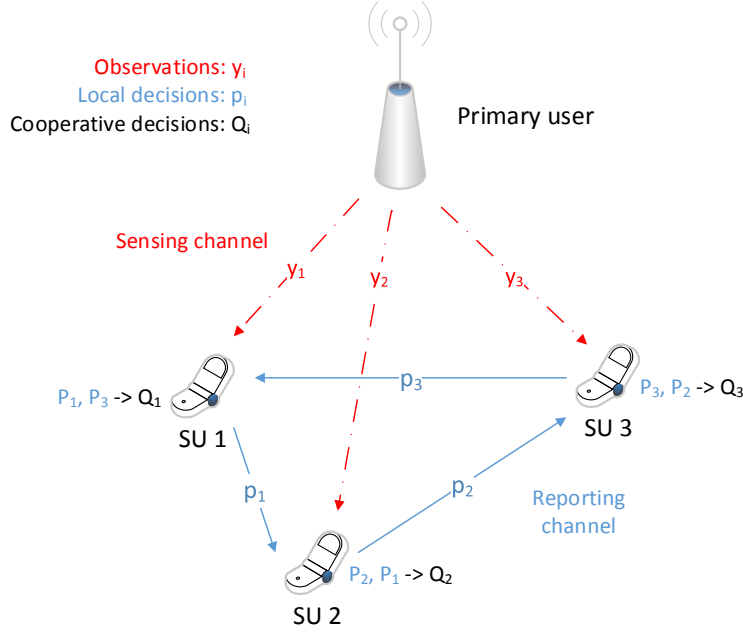 Observations: yᵢ
Local decisions: pᵢ
Cooperative decisions: Qᵢ
Primary user
Sensing channel
y₁
y₂
y₃
p₃
P₁, P₃ -> Q₁
P₃, P₂ -> Q₃
SU 1
SU 3
p₁
p₂
Reporting
channel
P₂, P₁ -> Q₂
SU 2